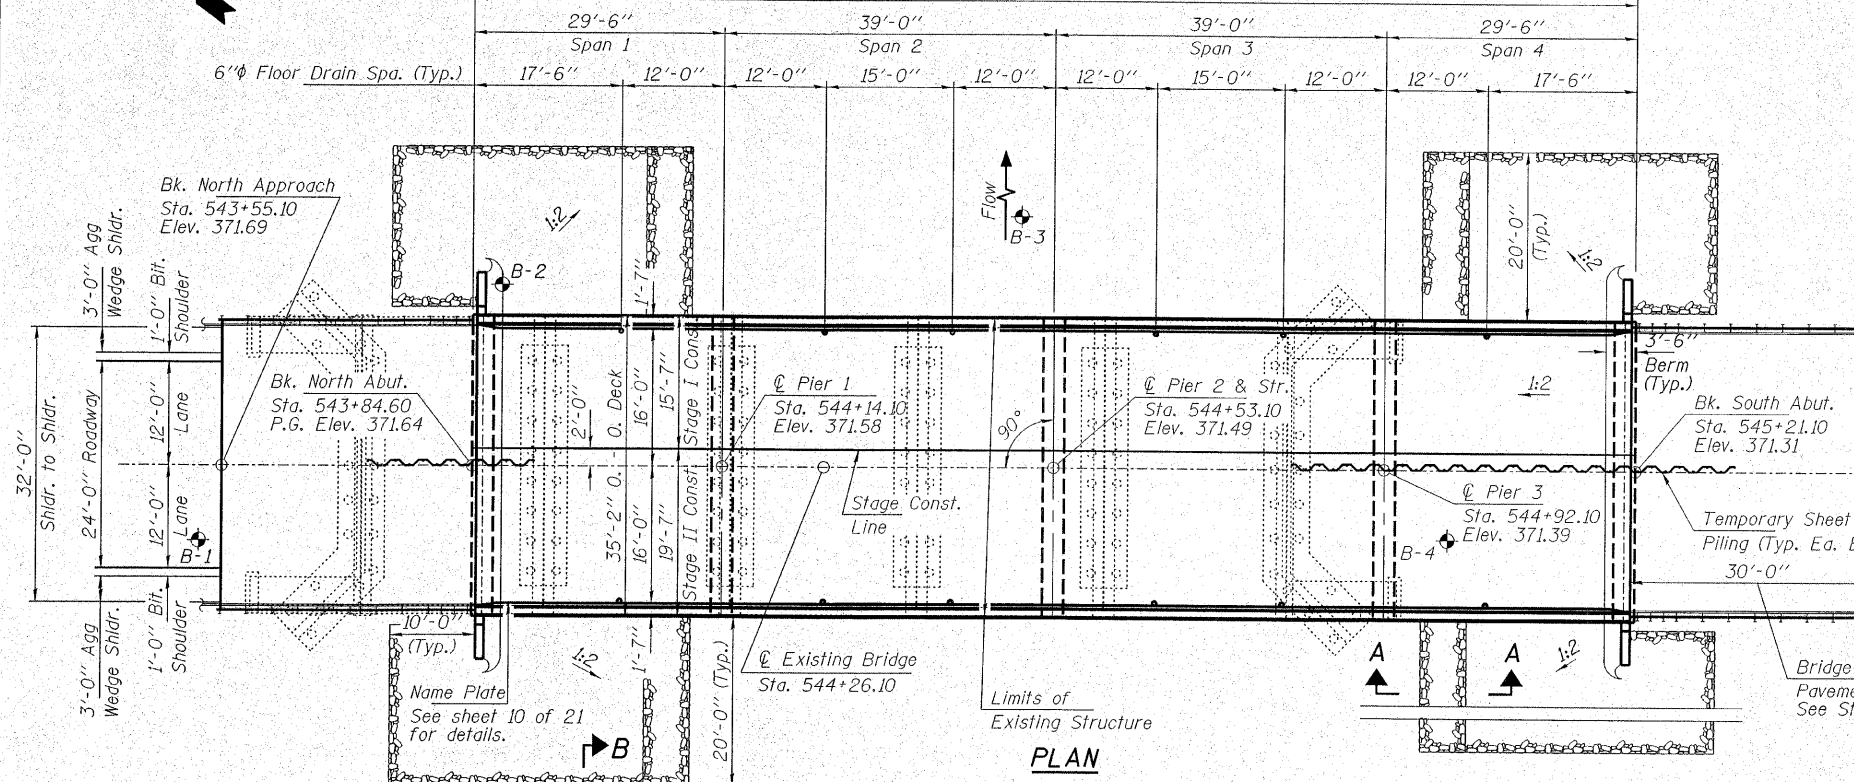 29'-6"
39'-0"
39'-0"
29'-6"
Span 1
Span 2
Span 3
Span 4
6"ϕ Floor Drain Spa. (Typ.)
17'-6"
12'-0"
12'-0"
15'-0"
12'-0"
12'-0"
15'-0"
12'-0"
12'-0"
17'-6"
Bk. North Approach
Sta. 543+55.10
Elev. 371.69
3'-0" Agg
Wedge Shldr.
1'-0" Bit.
Shoulder
1:2
B-2
1'-7"
Flow
B-3
20'-0"
(Typ.)
1:2
3'-6"
Berm
(Typ.)
1:2
Bk. North Abut.
Sta. 543+84.60
P.G. Elev. 371.64
2'-0"
35'-2" O. - O. Deck
16'-0"
15'-7"
Stage I Const.
℄ Pier 1
Sta. 544+14.10
Elev. 371.58
90°
℄ Pier 2 & Str.
Sta. 544+53.10
Elev. 371.49
Bk. South Abut.
Sta. 545+21.10
Elev. 371.31
32'-0"
Shldr. to Shldr.
24'-0" Roadway
12'-0"
Lane
12'-0"
Lane
B-1
16'-0"
19'-7"
Stage II Const.
Stage Const.
Line
℄ Pier 3
Sta. 544+92.10
Elev. 371.39
B-4
Temporary Sheet
Piling (Typ. Ea.
30'-0"
3'-0" Agg
Wedge Shldr.
1'-0" Bit.
Shoulder
10'-0"
(Typ.)
1:2
1'-7"
20'-0" (Typ.)
℄ Existing Bridge
Sta. 544+26.10
Name Plate
See sheet 10 of 21
for details.
B
Limits of
Existing Structure
A
A
1:2
Bridge
See
PLAN